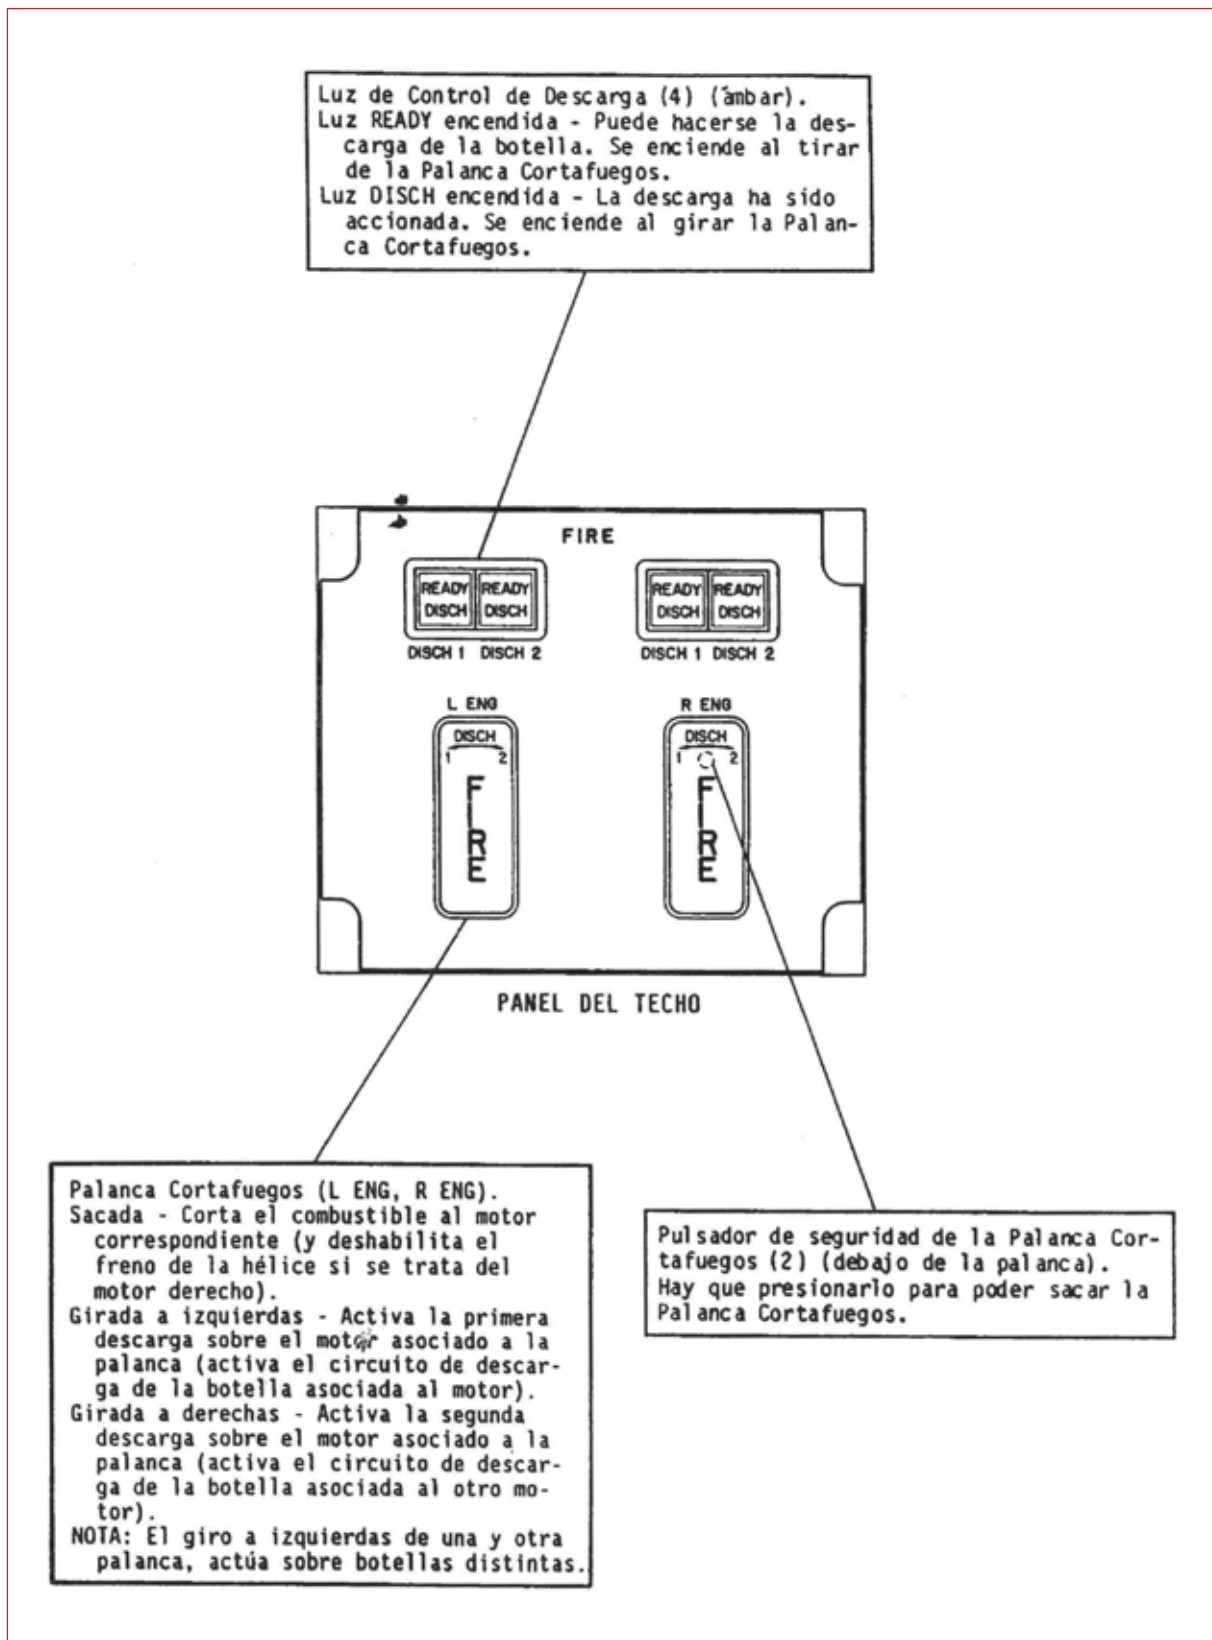 Luz de Control de Descarga (4) (ámbar).
Luz READY encendida - Puede hacerse la des-
carga de la botella. Se enciende al tirar
de la Palanca Cortafuegos.
Luz DISCH encendida - La descarga ha sido
accionada. Se enciende al girar la Palan-
ca Cortafuegos.
FIRE
READY READY READY READY
DISCH DISCH DISCH DISCH
DISCH 1 DISCH 2 DISCH 1 DISCH 2
L ENG R ENG
DISCH DISCH
1 2 1 2
FIRE FIRE
PANEL DEL TECHO
Palanca Cortafuegos (L ENG, R ENG).
Sacada - Corta el combustible al motor
correspondiente (y deshabilita el
freno de la hélice si se trata del
motor derecho).
Girada a izquierdas - Activa la primera
descarga sobre el motor asociado a la
palanca (activa el circuito de descar-
ga de la botella asociada al motor).
Girada a derechas - Activa la segunda
descarga sobre el motor asociado a la
palanca (activa el circuito de descar-
ga de la botella asociada al otro mo-
tor).
NOTA: El giro a izquierdas de una y otra
palanca, actúa sobre botellas distintas.
Pulsador de seguridad de la Palanca Cor-
tafuegos (2) (debajo de la palanca).
Hay que presionarlo para poder sacar la
Palanca Cortafuegos.